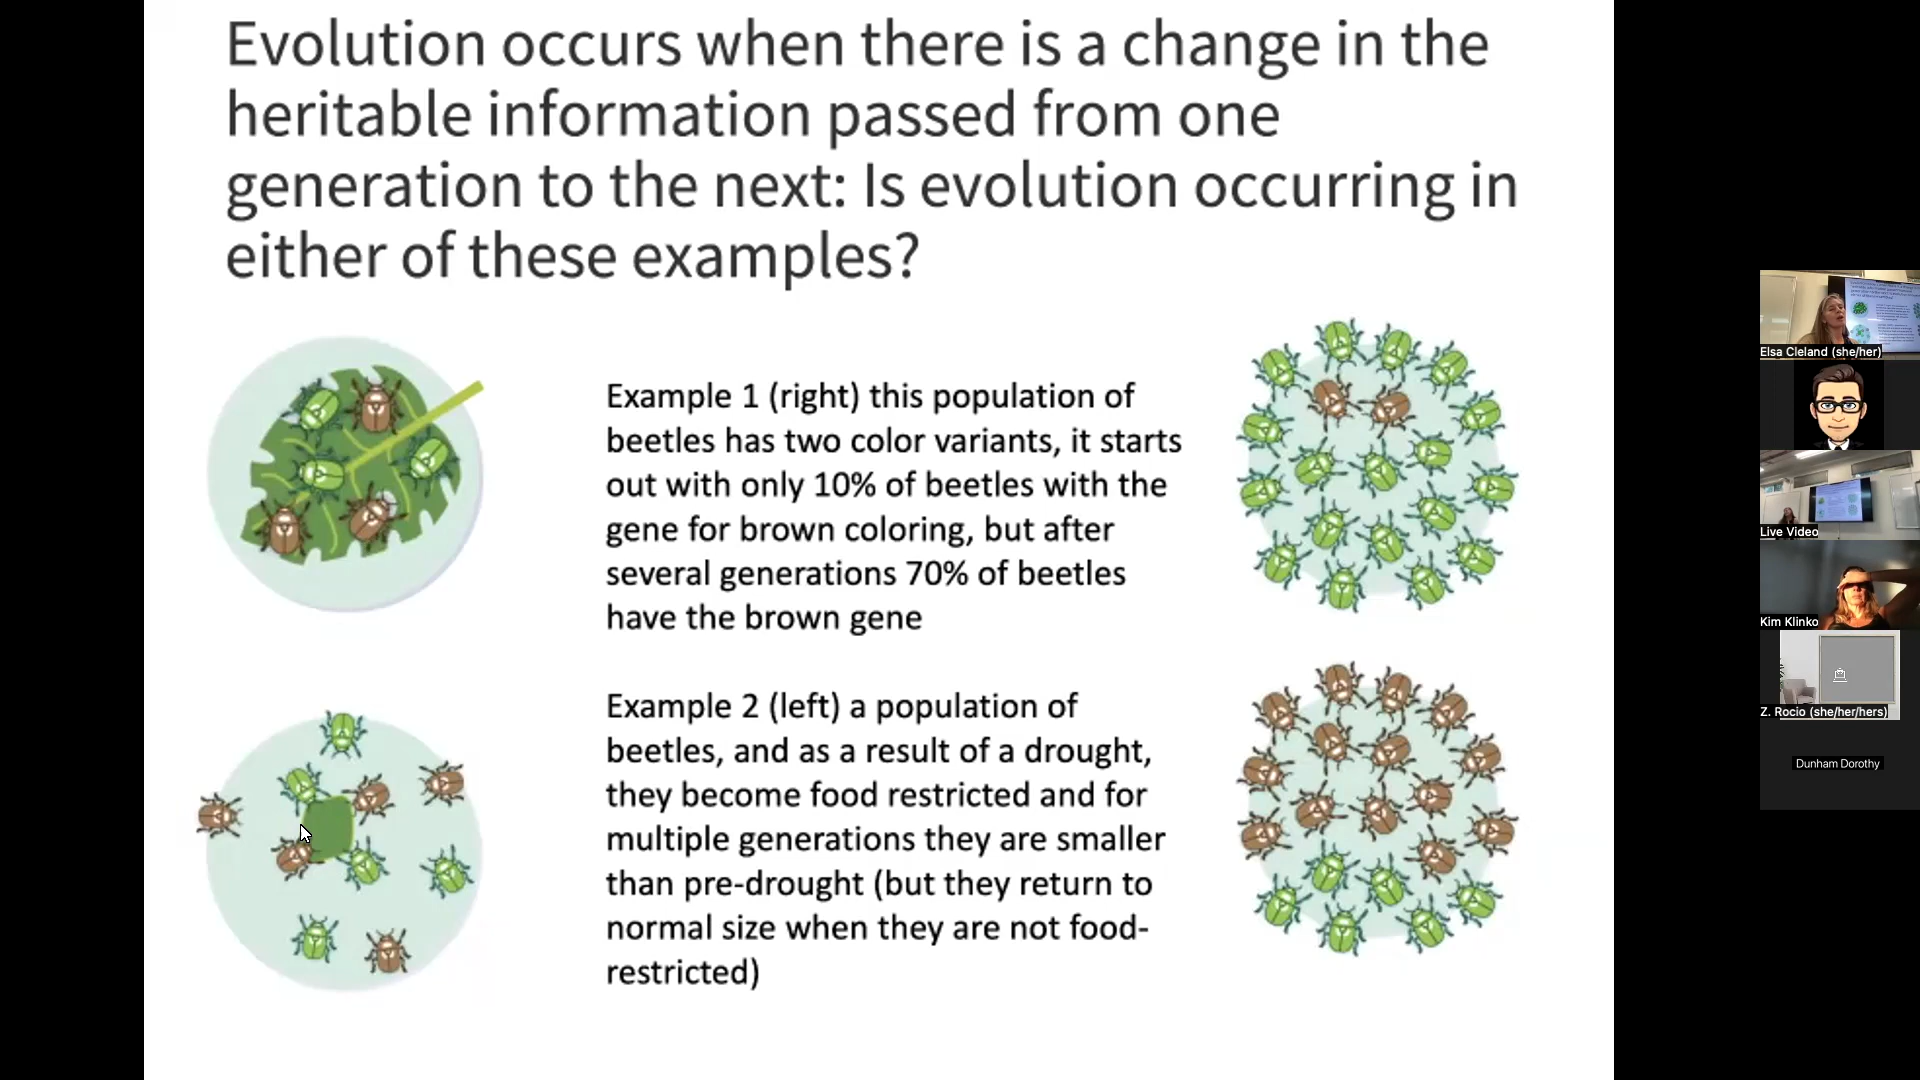 Evolution occurs when there is a change in the
heritable information passed from one
generation to the next: Is evolution occurring in
either of these examples?
Example 1 (right) this population of
beetles has two color variants, it starts
out with only 10% of beetles with the
gene for brown coloring, but after
several generations 70% of beetles
have the brown gene
Example 2 (left) a population of
beetles, and as a result of a drought,
they become food restricted and for
multiple generations they are smaller
than pre-drought (but they return to
normal size when they are not food-
restricted)
Elsa Cleland (she/her)
Live Video
Kim Klinko
Z. Rocio (she/her/hers)
Dunham Dorothy